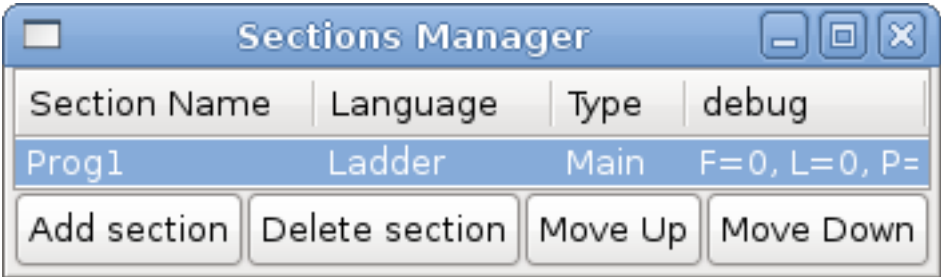 Sections Manager
Section Name Language Type debug
Prog1 Ladder Main F=0, L=0, P=
Add section Delete section Move Up Move Down